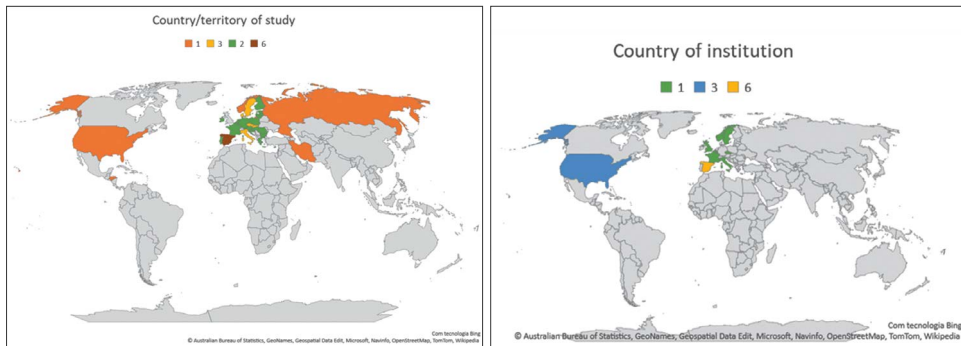 Country/territory of study
1 3 2 6
Com tecnologia Bing
© Australian Bureau of Statistics, GeoNames, Geospatial Data Edit, Microsoft, Navinfo, OpenStreetMap, TomTom, Wikipedia
Country of institution
1 3 6
Com tecnologia Bing
© Australian Bureau of Statistics, GeoNames, Geospatial Data Edit, Microsoft, Navinfo, OpenStreetMap, TomTom, Wikipedia